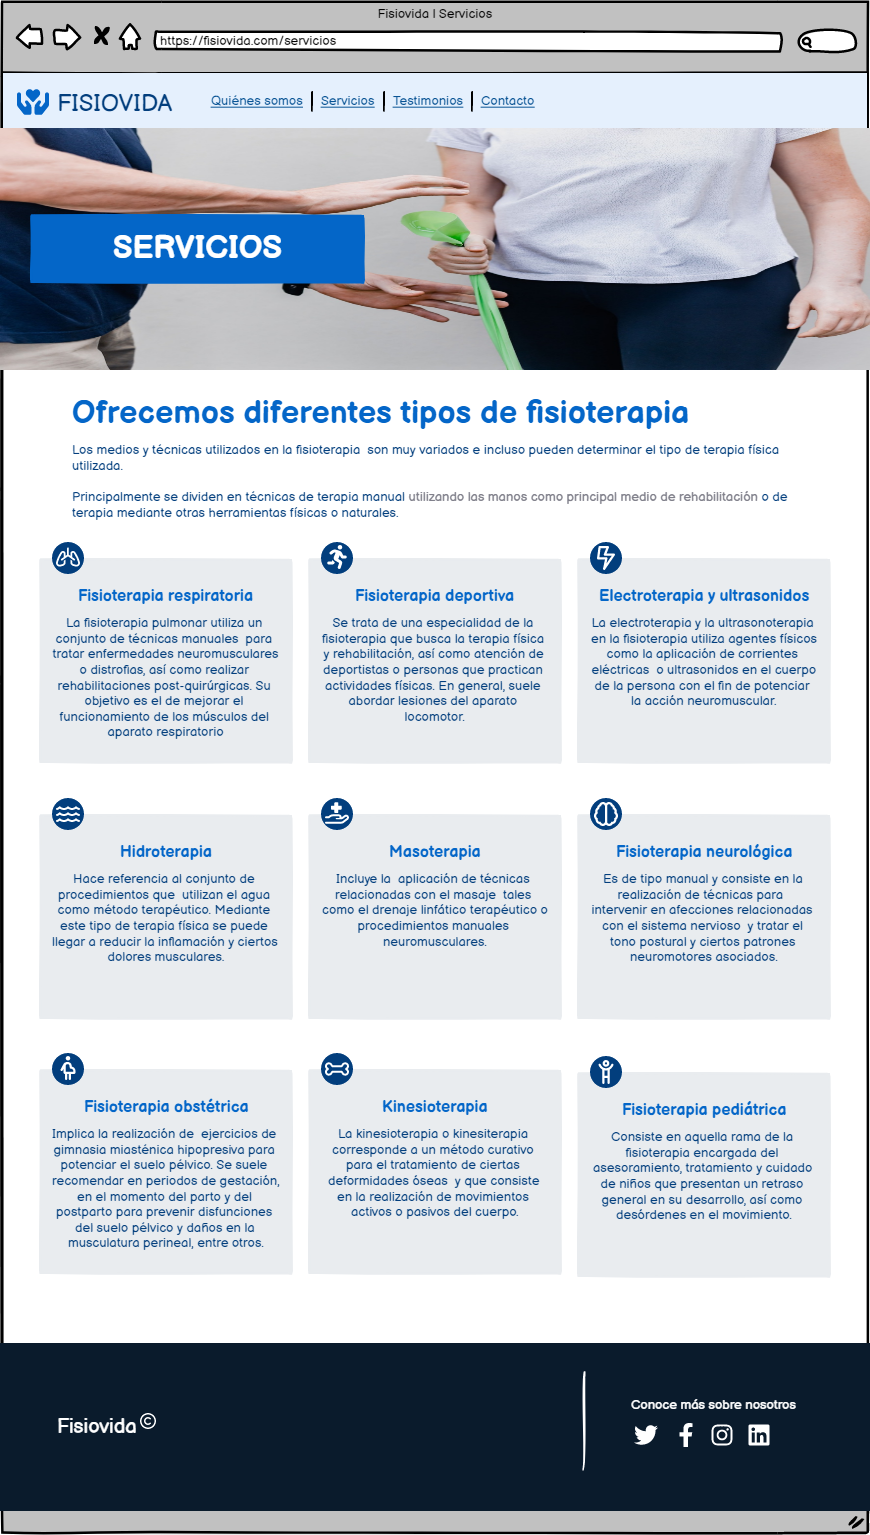 Fisiovida | Servicios
https://fisiovida.com/servicios
FISIOVIDA
Quiénes somos
Servicios
Testimonios
Contacto
SERVICIOS
Ofrecemos diferentes tipos de fisioterapia
Los medios y técnicas utilizados en la fisioterapia son muy variados e incluso pueden determinar el tipo de terapia física
utilizada.
Principalmente se dividen en técnicas de terapia manual utilizando las manos como principal medio de rehabilitación o de
terapia mediante otras herramientas físicas o naturales.
Fisioterapia respiratoria
La fisioterapia pulmonar utiliza un
conjunto de técnicas manuales para
tratar enfermedades neuromusculares
o distrofias, así como realizar
rehabilitaciones post-quirúrgicas. Su
objetivo es el de mejorar el
funcionamiento de los músculos del
aparato respiratorio
Fisioterapia deportiva
Se trata de una especialidad de la
fisioterapia que busca la terapia física
y rehabilitación, así como atención de
deportistas o personas que practican
actividades físicas. En general, suele
abordar lesiones del aparato
locomotor.
Electroterapia y ultrasonidos
La electroterapia y la ultrasonoterapia
en la fisioterapia utiliza agentes físicos
como la aplicación de corrientes
eléctricas o ultrasonidos en el cuerpo
de la persona con el fin de potenciar
la acción neuromuscular.
Hidroterapia
Hace referencia al conjunto de
procedimientos que utilizan el agua
como método terapéutico. Mediante
este tipo de terapia física se puede
llegar a reducir la inflamación y ciertos
dolores musculares.
Masoterapia
Incluye la aplicación de técnicas
relacionadas con el masaje tales
como el drenaje linfático terapéutico o
procedimientos manuales
neuromusculares.
Fisioterapia neurológica
Es de tipo manual y consiste en la
realización de técnicas para
intervenir en afecciones relacionadas
con el sistema nervioso y tratar el
tono postural y ciertos patrones
neuromotores asociados.
Fisioterapia obstétrica
Implica la realización de ejercicios de
gimnasia miasténica hipopresiva para
potenciar el suelo pélvico. Se suele
recomendar en periodos de gestación,
en el momento del parto y del
postparto para prevenir disfunciones
del suelo pélvico y daños en la
musculatura perineal, entre otros.
Kinesioterapia
La kinesioterapia o kinesiterapia
corresponde a un método curativo
para el tratamiento de ciertas
deformidades óseas y que consiste
en la realización de movimientos
activos o pasivos del cuerpo.
Fisioterapia pediátrica
Consiste en aquella rama de la
fisioterapia encargada del
asesoramiento, tratamiento y cuidado
de niños que presentan un retraso
general en su desarrollo, así como
desórdenes en el movimiento.
Fisiovida ©
Conoce más sobre nosotros